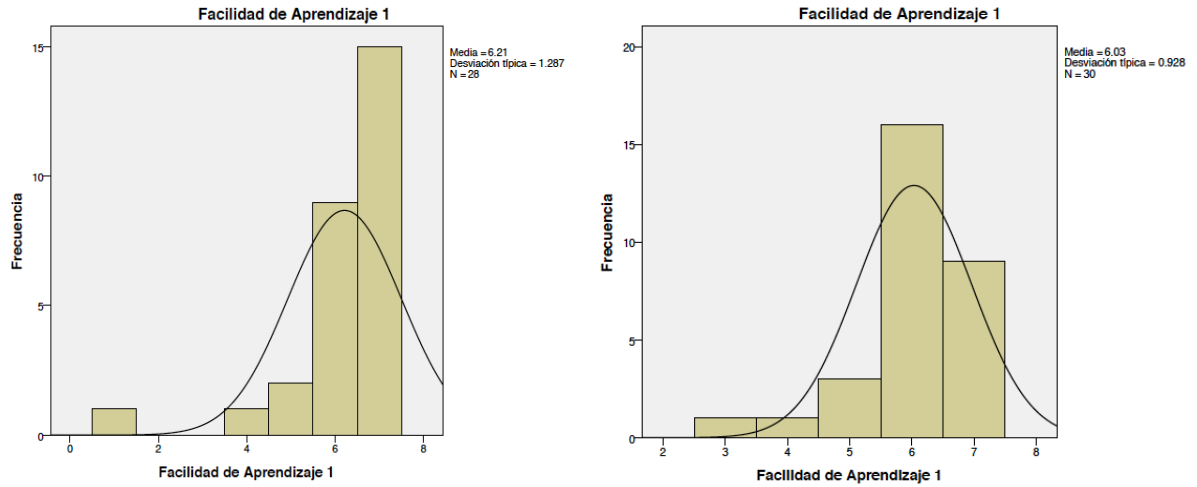 Facilidad de Aprendizaje 1
Media =6.21
Desviación típica =1.287
N =28
15
10
5
0
Frecuencia
0 2 4 6 8
Facilidad de Aprendizaje 1
Facilidad de Aprendizaje 1
Media =6.03
Desviación típica =0.928
N =30
20
15
10
5
0
Frecuencia
2 3 4 5 6 7 8
Facilidad de Aprendizaje 1